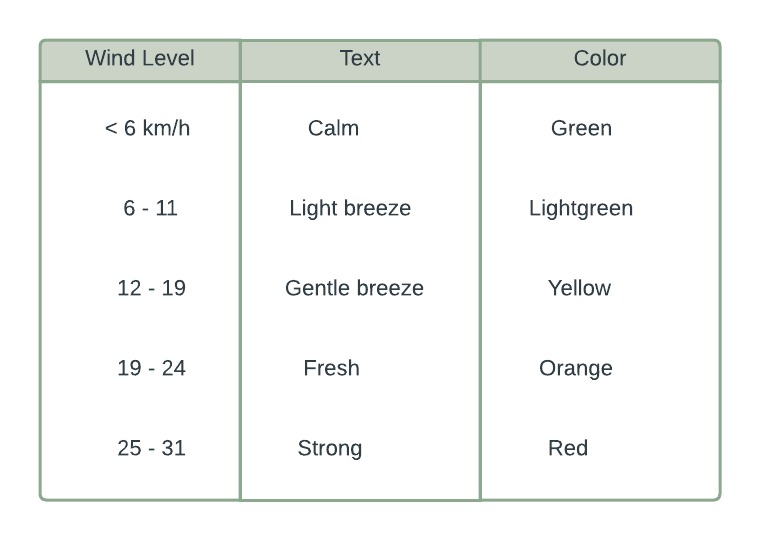 Wind Level Text Color
< 6 km/h Calm Green
6 - 11 Light breeze Lightgreen
12 - 19 Gentle breeze Yellow
19 - 24 Fresh Orange
25 - 31 Strong Red